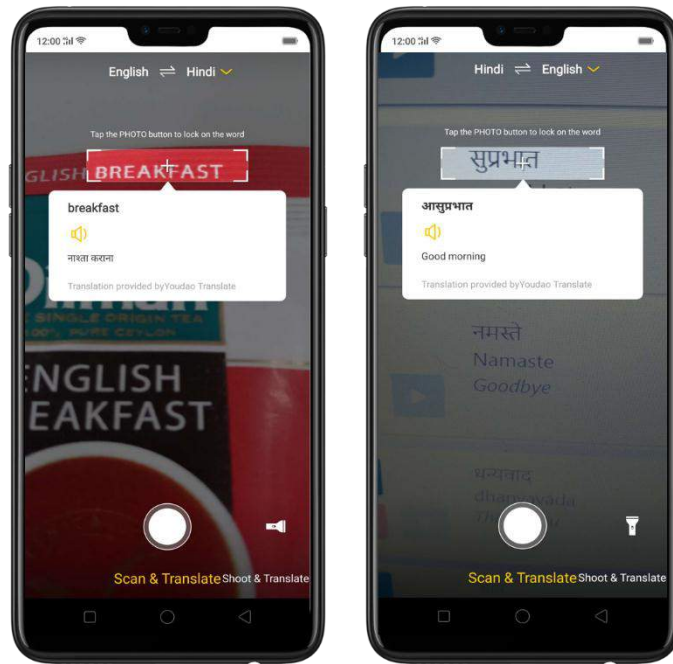 12:00
English ⇌ Hindi
Tap the PHOTO button to lock on the word
GLISH BREAKFAST
breakfast
नाश्ता कराना
Translation provided byYoudao Translate
SINGLE ORIGIN TEA
100% PURE CEYLON
ENGLISH
EAKFAST
Scan & Translate Shoot & Translate
12:00
Hindi ⇌ English
Tap the PHOTO button to lock on the word
सुप्रभात
आसुप्रभात
Good morning
Translation provided byYoudao Translate
नमस्ते
Namaste
Goodbye
धन्यवाद
dhanyavāda
Scan & Translate Shoot & Translate